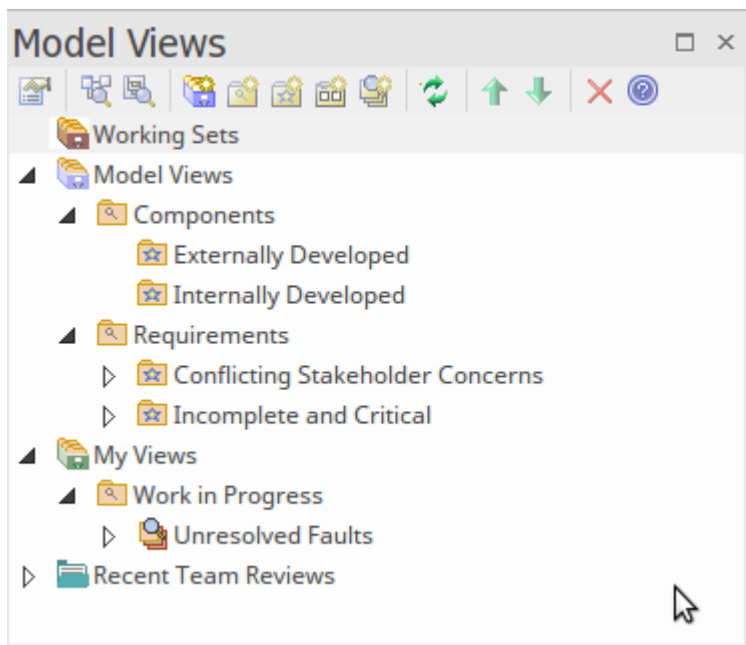 Model Views
Working Sets
Model Views
Components
Externally Developed
Internally Developed
Requirements
Conflicting Stakeholder Concerns
Incomplete and Critical
My Views
Work in Progress
Unresolved Faults
Recent Team Reviews